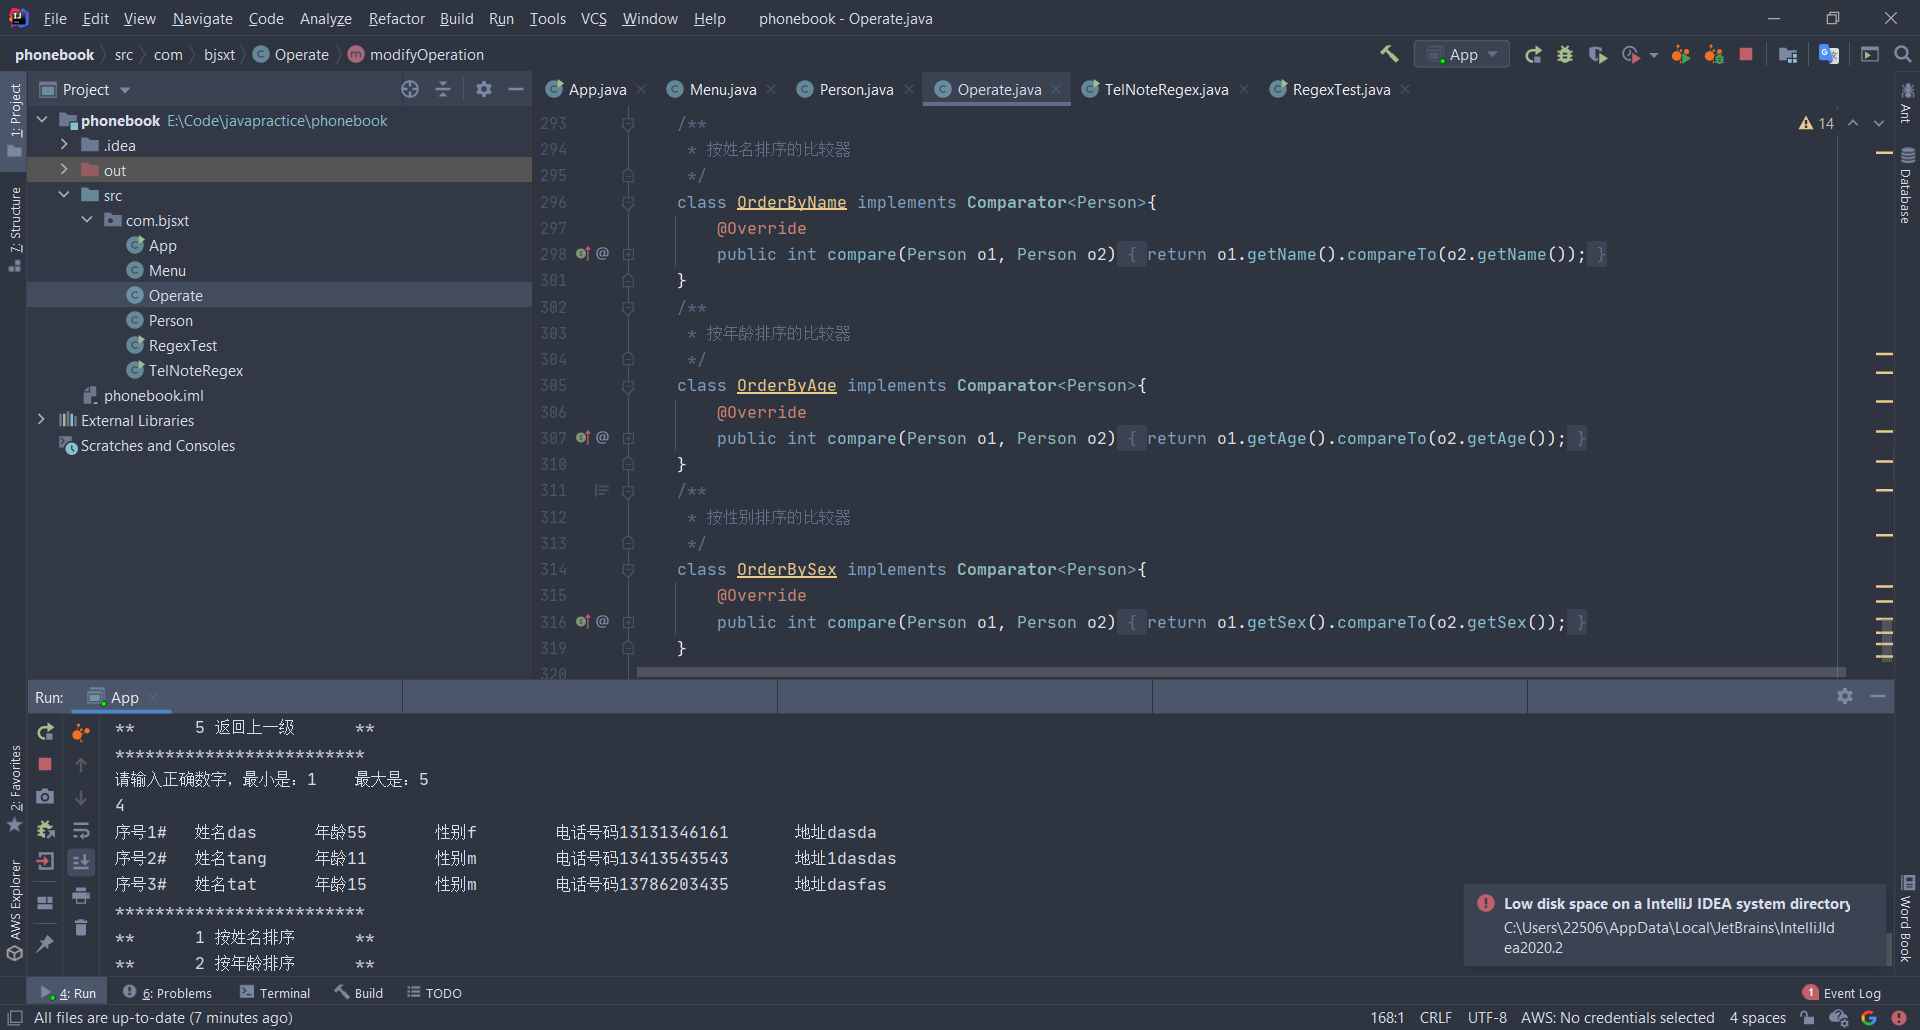 File Edit View Navigate Code Analyze Refactor Build Run Tools VCS Window Help phonebook - Operate.java
phonebook src com bjsxt Operate modifyOperation App
1: Project
7: Structure
2: Favorites
AWS Explorer
Project
phonebook E:\Code\javapractice\phonebook
.idea
out
src
com.bjsxt
App
Menu
Operate
Person
RegexTest
TelNoteRegex
phonebook.iml
External Libraries
Scratches and Consoles
App.java Menu.java Person.java Operate.java TelNoteRegex.java RegexTest.java
14
293 /**
294 * 按姓名排序的比较器
295 */
296 class OrderByName implements Comparator<Person>{
297 @Override
298 @ public int compare(Person o1, Person o2) { return o1.getName().compareTo(o2.getName()); }
301 }
302 /**
303 * 按年龄排序的比较器
304 */
305 class OrderByAge implements Comparator<Person>{
306 @Override
307 @ public int compare(Person o1, Person o2) { return o1.getAge().compareTo(o2.getAge()); }
310 }
311 /**
312 * 按性别排序的比较器
313 */
314 class OrderBySex implements Comparator<Person>{
315 @Override
316 @ public int compare(Person o1, Person o2) { return o1.getSex().compareTo(o2.getSex()); }
319 }
320
Ant
Database
Word Book
Run: App
** 5 返回上一级 **
*************************
请输入正确数字，最小是：1 最大是：5
4
序号1# 姓名das 年龄55 性别f 电话号码13131346161 地址dasda
序号2# 姓名tang 年龄11 性别m 电话号码13413543543 地址1dasdas
序号3# 姓名tat 年龄15 性别m 电话号码13786203435 地址dasfas
*************************
** 1 按姓名排序 **
** 2 按年龄排序 **
Low disk space on a IntelliJ IDEA system directory
C:\Users\22506\AppData\Local\JetBrains\IntelliJId
ea2020.2
4: Run 6: Problems Terminal Build TODO 1 Event Log
All files are up-to-date (7 minutes ago) 168:1 CRLF UTF-8 AWS: No credentials selected 4 spaces